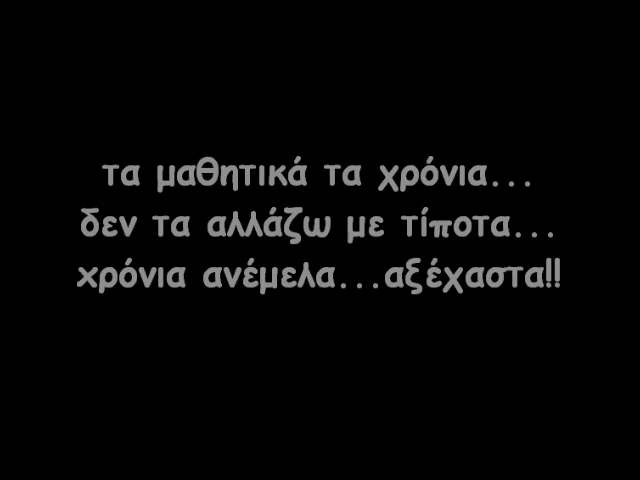 τα μαθητικά τα χρόνια...
δεν τα αλλάζω με τίποτα...
χρόνια ανέμελα...αξέχαστα!!